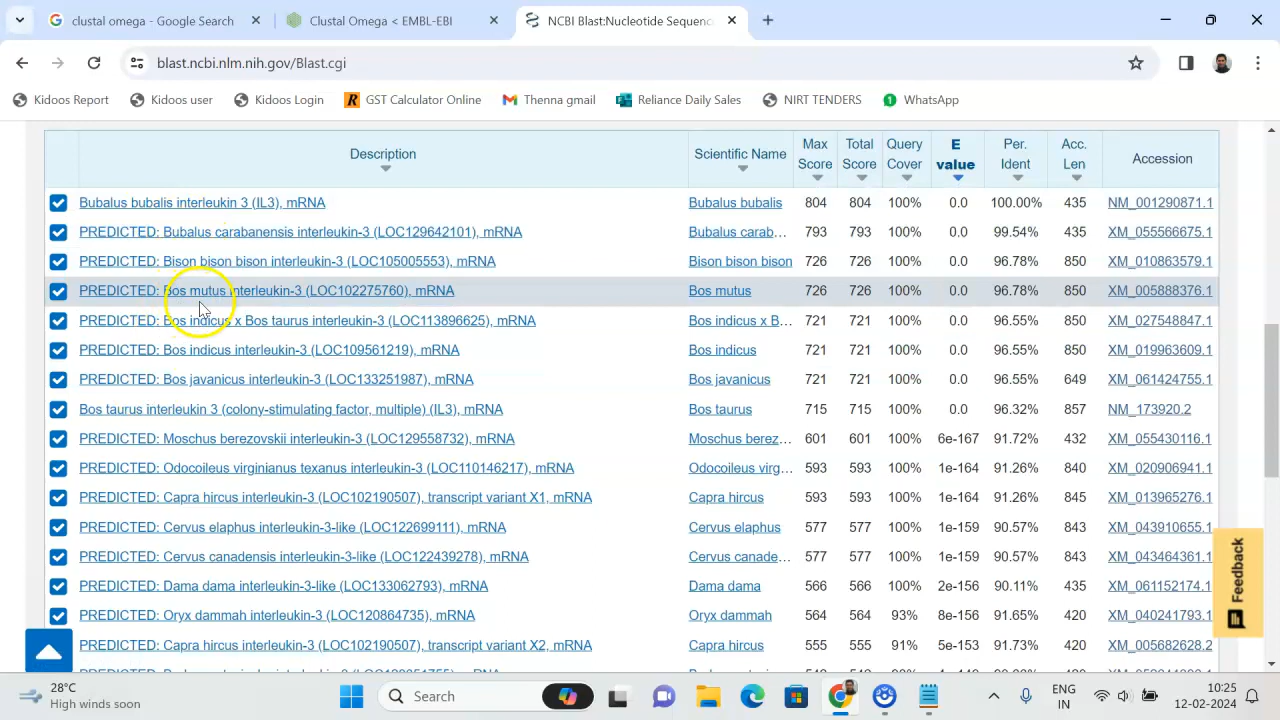 clustal omega - Google Search
Clustal Omega < EMBL-EBI
NCBI Blast:Nucleotide Sequenc
blast.ncbi.nlm.nih.gov/Blast.cgi
Kidoos Report Kidoos user Kidoos Login GST Calculator Online Thenna gmail Reliance Daily Sales NIRT TENDERS WhatsApp
Description Scientific Name Max Score Total Score Query Cover E value Per. Ident Acc. Len Accession
Bubalus bubalis interleukin 3 (IL3), mRNA Bubalus bubalis 804 804 100% 0.0 100.00% 435 NM_001290871.1
PREDICTED: Bubalus carabanensis interleukin-3 (LOC129642101), mRNA Bubalus carab... 793 793 100% 0.0 99.54% 435 XM_055566675.1
PREDICTED: Bison bison bison interleukin-3 (LOC105005553), mRNA Bison bison bison 726 726 100% 0.0 96.78% 850 XM_010863579.1
PREDICTED: Bos mutus interleukin-3 (LOC102275760), mRNA Bos mutus 726 726 100% 0.0 96.78% 850 XM_005888376.1
PREDICTED: Bos indicus x Bos taurus interleukin-3 (LOC113896625), mRNA Bos indicus x B... 721 721 100% 0.0 96.55% 850 XM_027548847.1
PREDICTED: Bos indicus interleukin-3 (LOC109561219), mRNA Bos indicus 721 721 100% 0.0 96.55% 850 XM_019963609.1
PREDICTED: Bos javanicus interleukin-3 (LOC133251987), mRNA Bos javanicus 721 721 100% 0.0 96.55% 649 XM_061424755.1
Bos taurus interleukin 3 (colony-stimulating factor, multiple) (IL3), mRNA Bos taurus 715 715 100% 0.0 96.32% 857 NM_173920.2
PREDICTED: Moschus berezovskii interleukin-3 (LOC129558732), mRNA Moschus berez... 601 601 100% 6e-167 91.72% 432 XM_055430116.1
PREDICTED: Odocoileus virginianus texanus interleukin-3 (LOC110146217), mRNA Odocoileus virg... 593 593 100% 1e-164 91.26% 840 XM_020906941.1
PREDICTED: Capra hircus interleukin-3 (LOC102190507), transcript variant X1, mRNA Capra hircus 593 593 100% 1e-164 91.26% 845 XM_013965276.1
PREDICTED: Cervus elaphus interleukin-3-like (LOC122699111), mRNA Cervus elaphus 577 577 100% 1e-159 90.57% 843 XM_043910655.1
PREDICTED: Cervus canadensis interleukin-3-like (LOC122439278), mRNA Cervus canade... 577 577 100% 1e-159 90.57% 843 XM_043464361.1
PREDICTED: Dama dama interleukin-3-like (LOC133062793), mRNA Dama dama 566 566 100% 2e-156 90.11% 435 XM_061152174.1
PREDICTED: Oryx dammah interleukin-3 (LOC120864735), mRNA Oryx dammah 564 564 93% 8e-156 91.65% 420 XM_040241793.1
PREDICTED: Capra hircus interleukin-3 (LOC102190507), transcript variant X2, mRNA Capra hircus 555 555 91% 5e-153 91.73% 420 XM_005682628.2
Feedback
28°C
High winds soon
Search
ENG
IN
10:25
12-02-2024